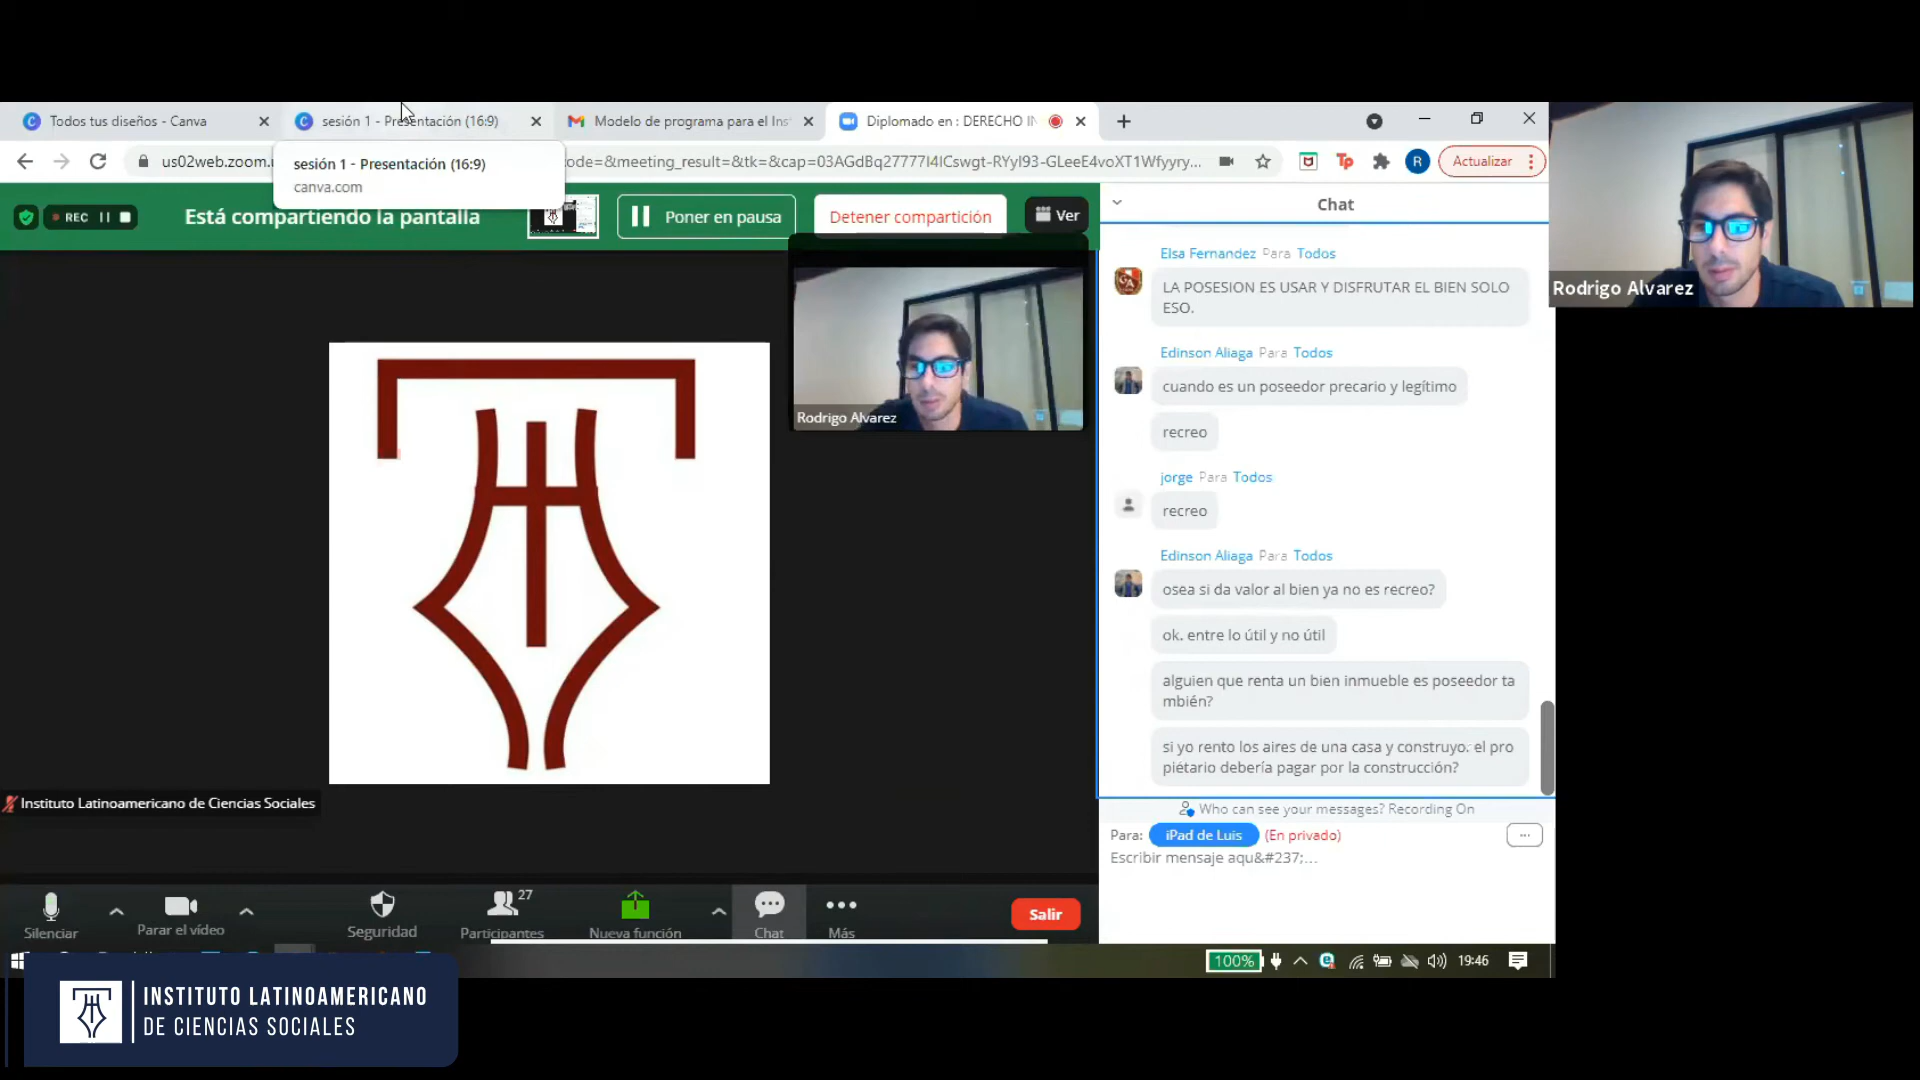 Todos tus diseños - Canva
sesión 1 - Presentación (16:9)
Modelo de programa para el Ins
Diplomado en : DERECHO IN
us02web.zoom.u
code=&meeting_result=&tk=&cap=03AGdBq27777I4lCswgt-RYyI93-GLeeE4voXT1Wfyyry...
Tp
R
Actualizar
sesión 1 - Presentación (16:9)
canva.com
REC
Está compartiendo la pantalla
Poner en pausa
Detener compartición
Ver
Rodrigo Alvarez
Instituto Latinoamericano de Ciencias Sociales
Chat
Elsa Fernandez Para Todos
LA POSESION ES USAR Y DISFRUTAR EL BIEN SOLO
ESO.
Edinson Aliaga Para Todos
cuando es un poseedor precario y legítimo
recreo
jorge Para Todos
recreo
Edinson Aliaga Para Todos
osea si da valor al bien ya no es recreo?
ok. entre lo útil y no útil
alguien que renta un bien inmueble es poseedor ta
mbién?
si yo rento los aires de una casa y construyo. el pro
piétario debería pagar por la construcción?
Who can see your messages? Recording On
Para: iPad de Luis (En privado)
Escribir mensaje aqu&#237;...
Rodrigo Alvarez
Silenciar
Parar el vídeo
Seguridad
27
Participantes
Nueva función
Chat
Más
Salir
100%
19:46
INSTITUTO LATINOAMERICANO
DE CIENCIAS SOCIALES